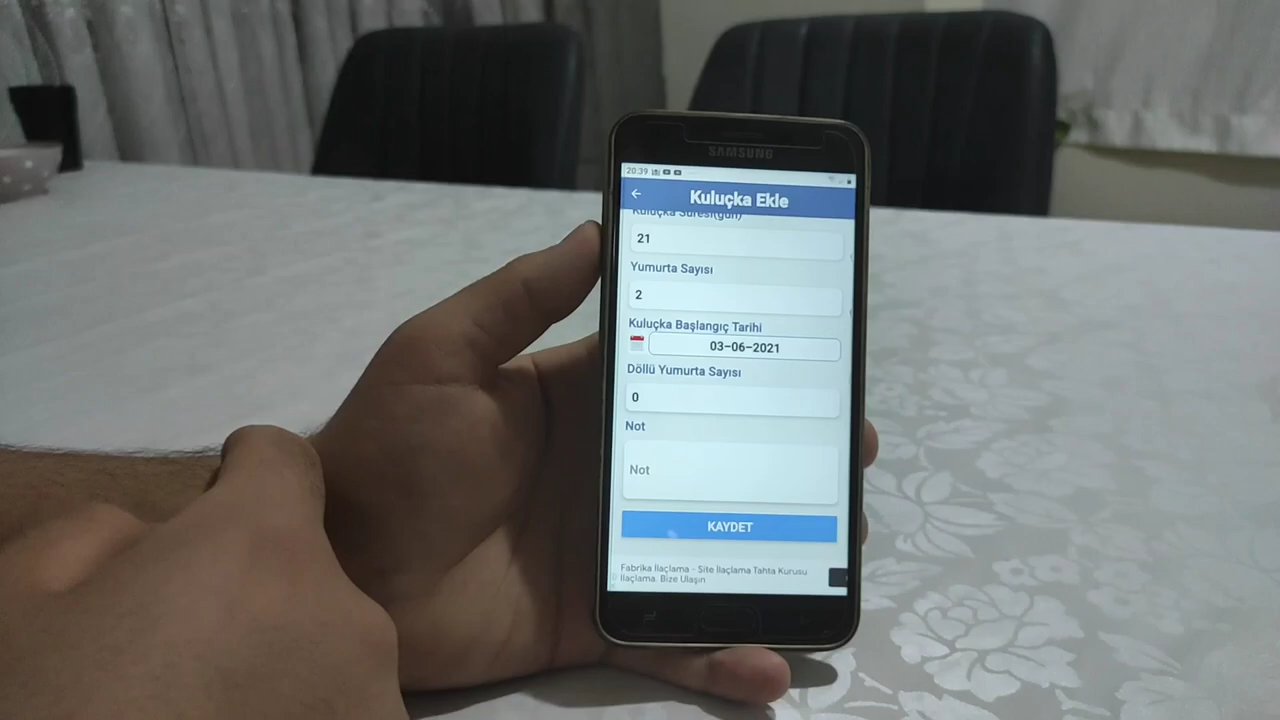 SAMSUNG
20:39
Kuluçka Ekle
Kuluçka Süresi(gün)
21
Yumurta Sayısı
2
Kuluçka Başlangıç Tarihi
03-06-2021
Döllü Yumurta Sayısı
0
Not
Not
KAYDET
Fabrika İlaçlama - Site İlaçlama Tahta Kurusu
İlaçlama. Bize Ulaşın